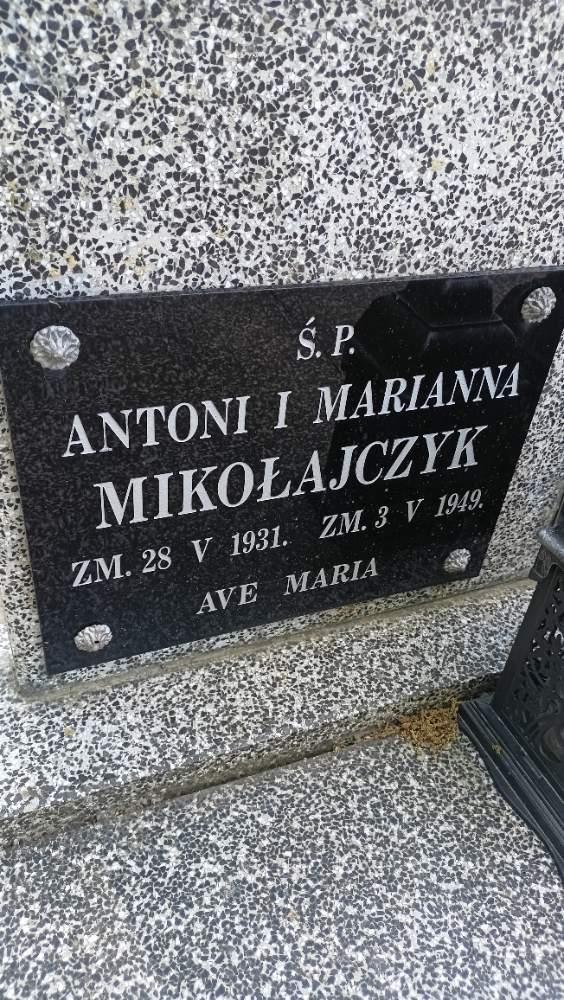 Ś. P.
ANTONI I MARIANNA
MIKOŁAJCZYK
ZM. 28 V 1931. ZM. 3 V 1949.
AVE MARIA